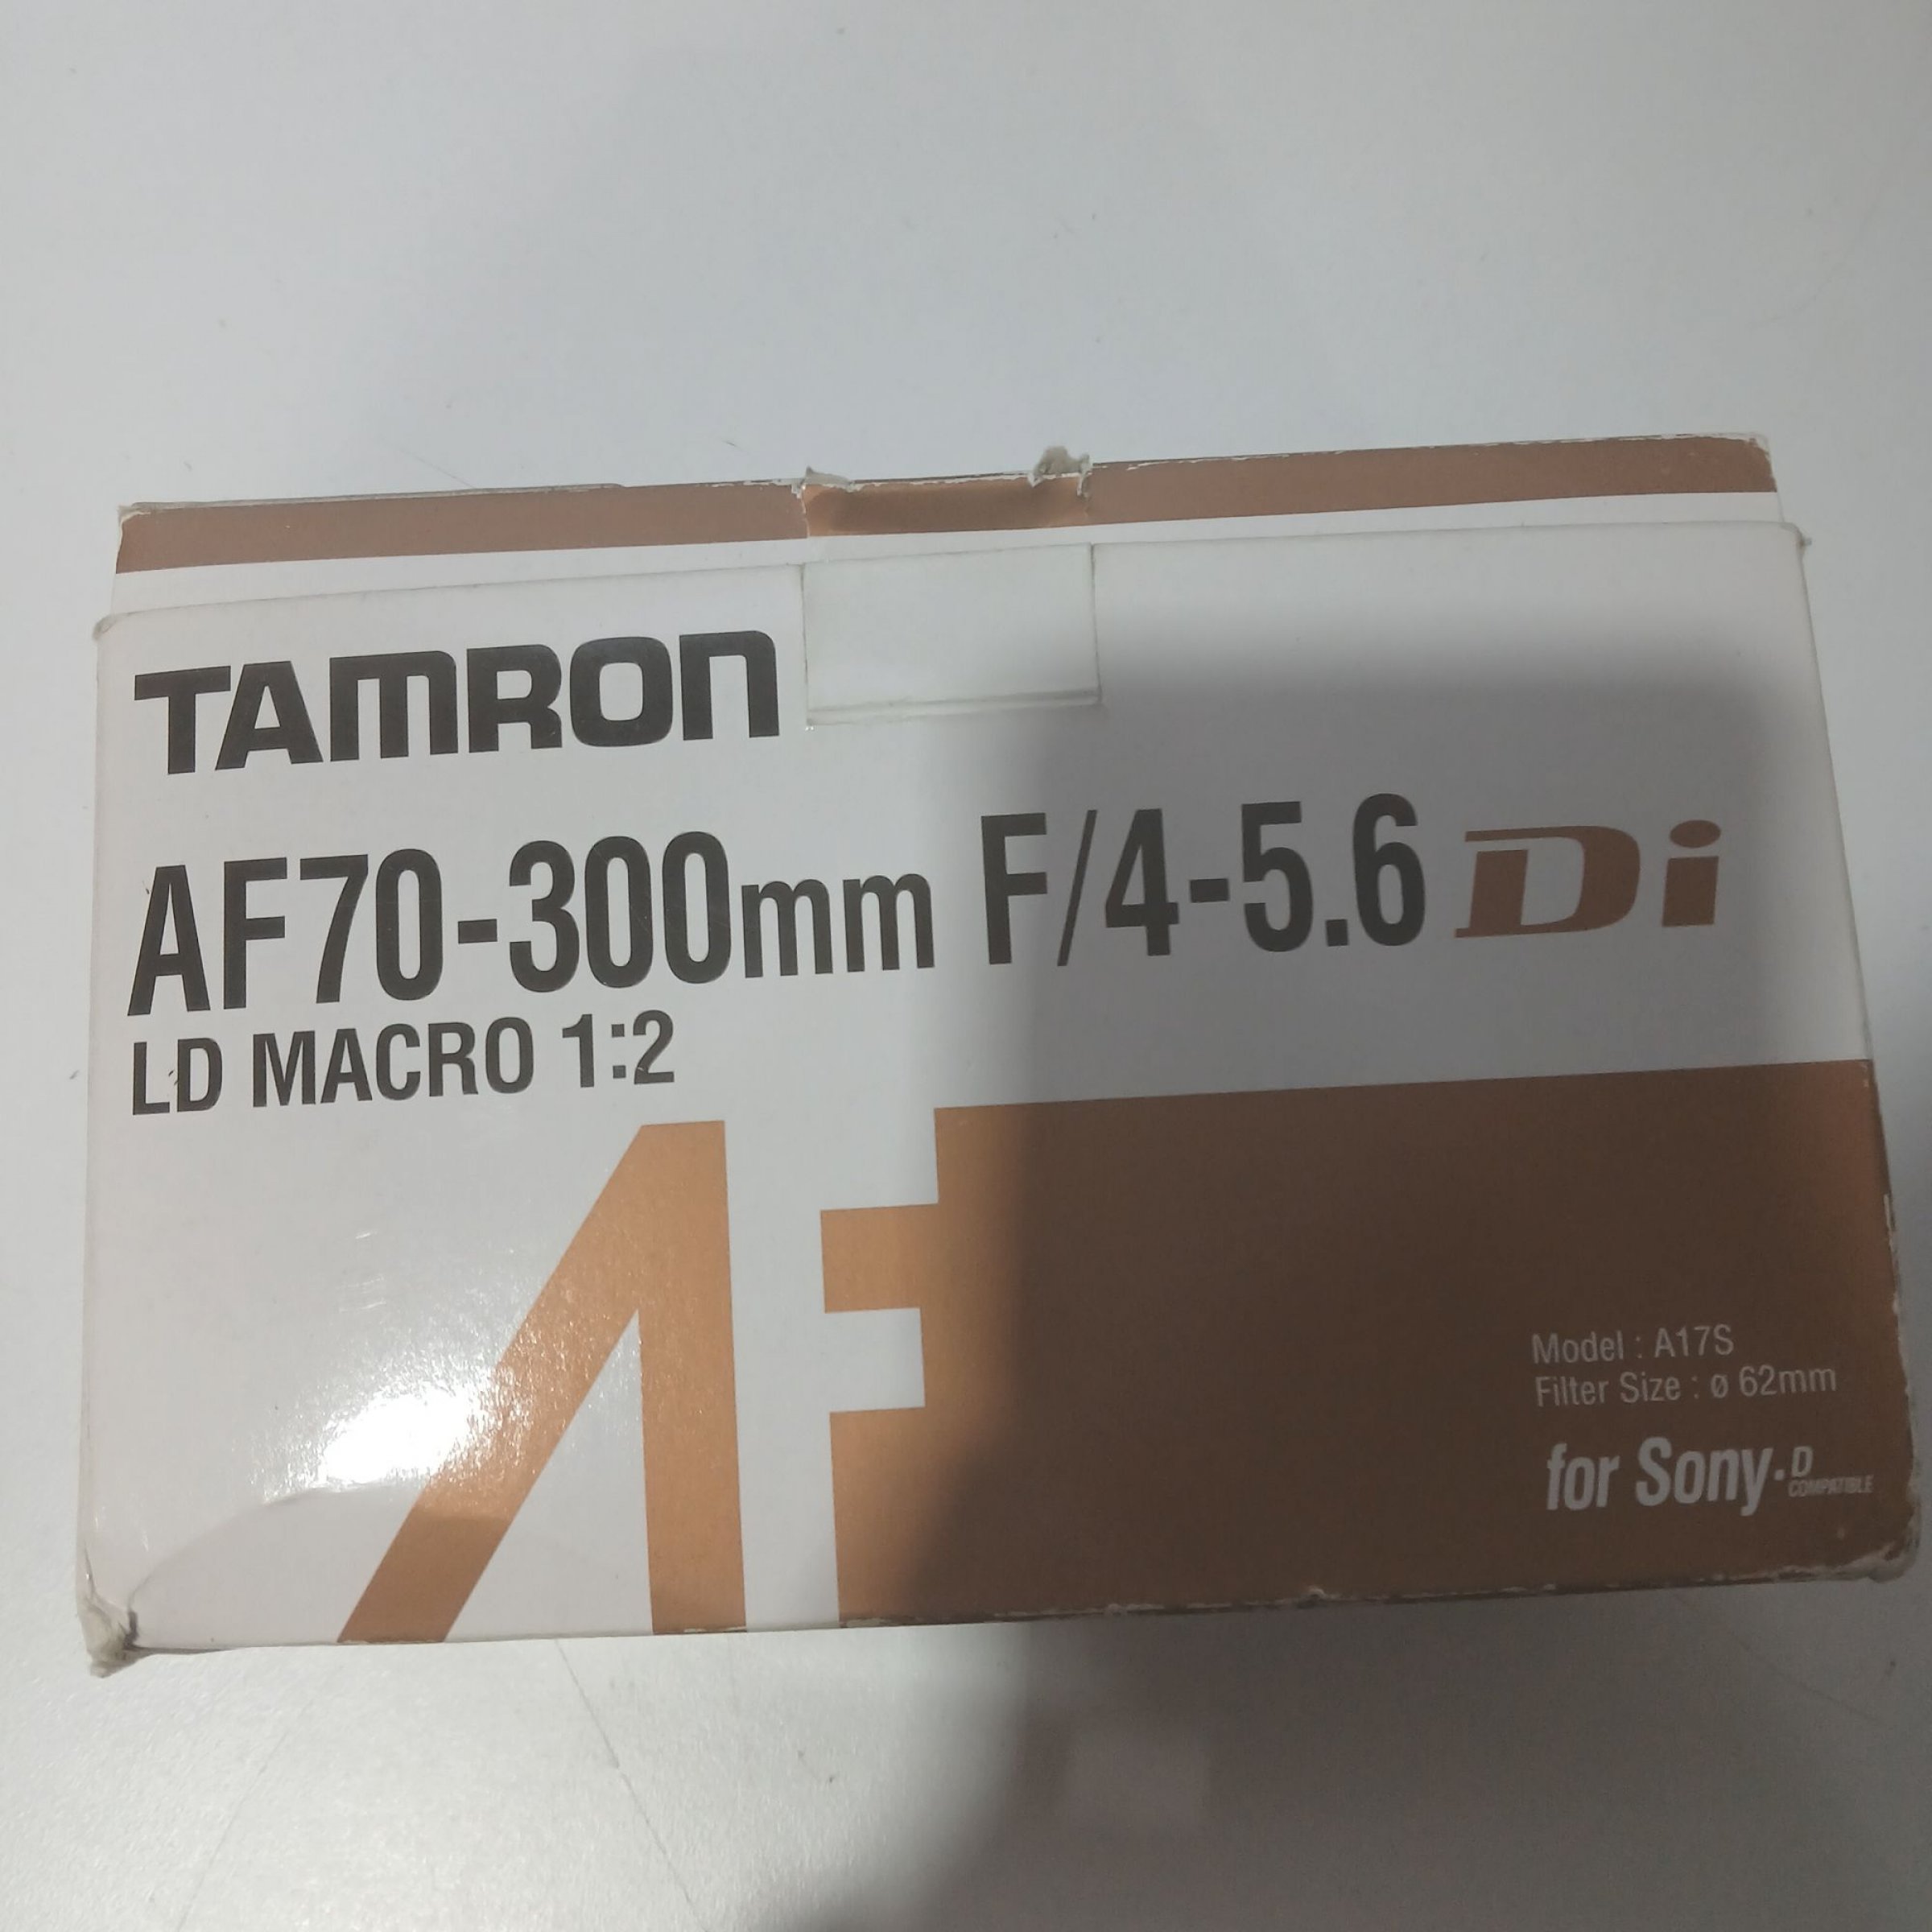 TAMRON
AF70-300mm F/4-5.6 Di
LD MACRO 1:2
AF
Model : A17S
Filter Size : ø 62mm
for Sony·D COMPATIBLE